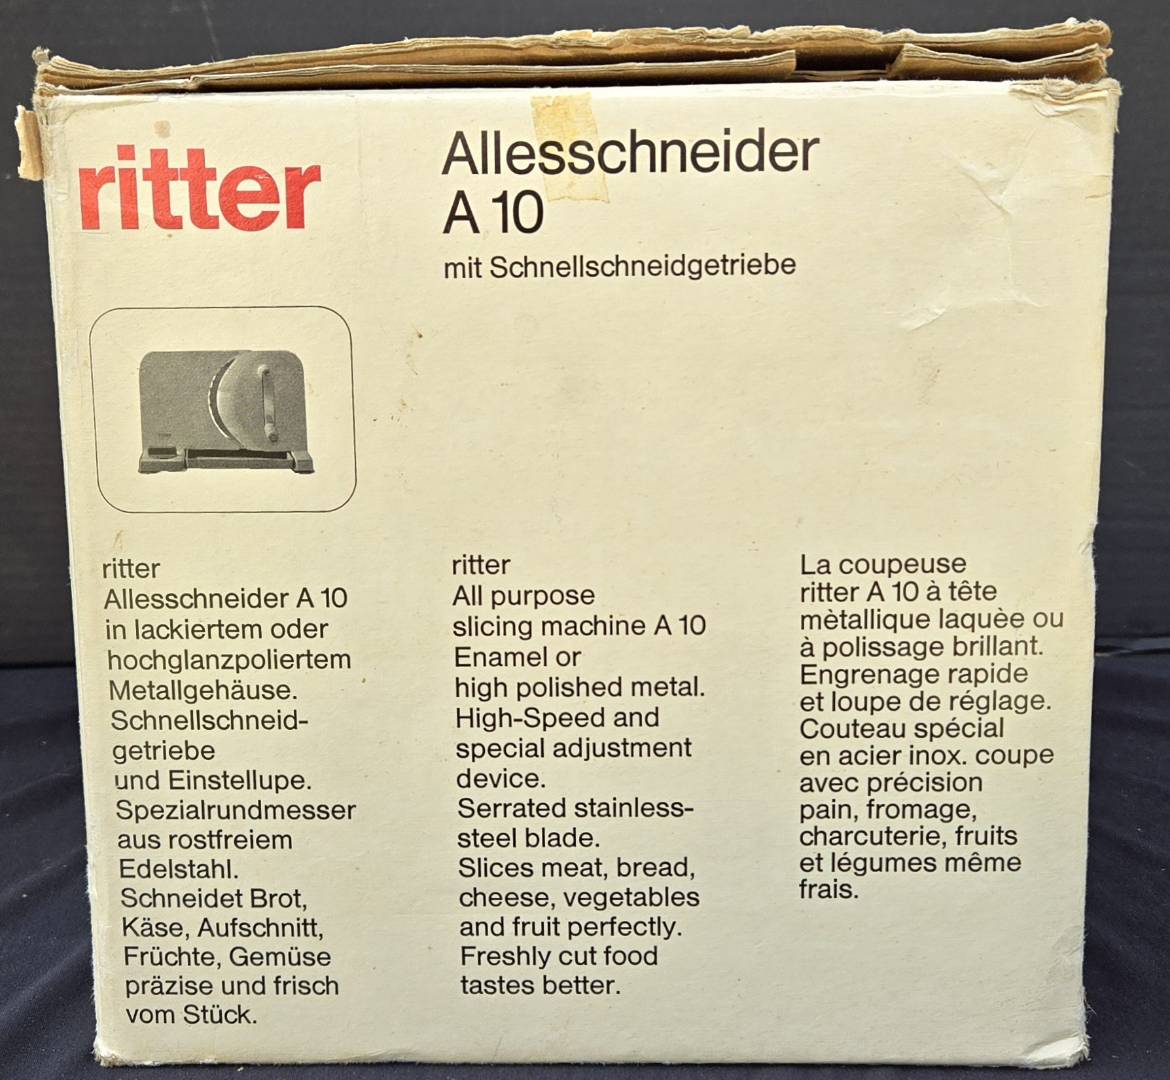 ritter
Allesschneider
A 10
mit Schnellschneidgetriebe
ritter
Allesschneider A 10
in lackiertem oder
hochglanzpoliertem
Metallgehäuse.
Schnellschneid-
getriebe
und Einstellupe.
Spezialrundmesser
aus rostfreiem
Edelstahl.
Schneidet Brot,
Käse, Aufschnitt,
Früchte, Gemüse
präzise und frisch
vom Stück.
ritter
All purpose
slicing machine A 10
Enamel or
high polished metal.
High-Speed and
special adjustment
device.
Serrated stainless-
steel blade.
Slices meat, bread,
cheese, vegetables
and fruit perfectly.
Freshly cut food
tastes better.
La coupeuse
ritter A 10 à tête
mètallique laquèe ou
à polissage brillant.
Engrenage rapide
et loupe de réglage.
Couteau spécial
en acier inox. coupe
avec précision
pain, fromage,
charcuterie, fruits
et légumes même
frais.